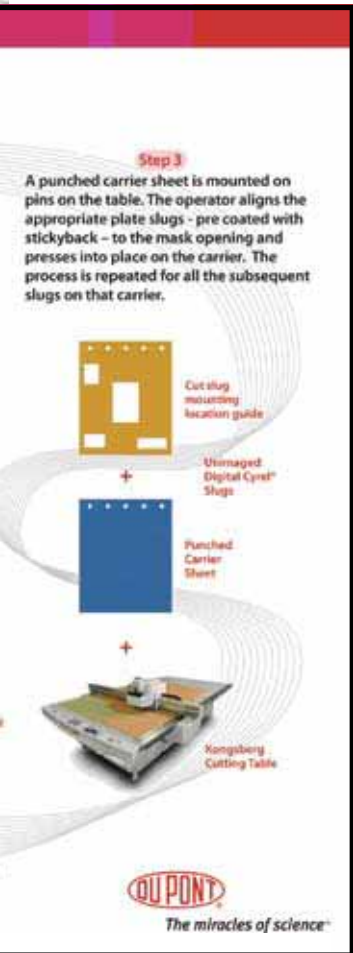 Step 3
A punched carrier sheet is mounted on
pins on the table. The operator aligns the
appropriate plate slugs - pre coated with
stickyback – to the mask opening and
presses into place on the carrier. The
process is repeated for all the subsequent
slugs on that carrier.
Cut slug
mounting
location guide
+
Unimaged
Digital Cyrel®
Slugs
Punched
Carrier
Sheet
+
Kongsberg
Cutting Table
DUPONT
The miracles of science™